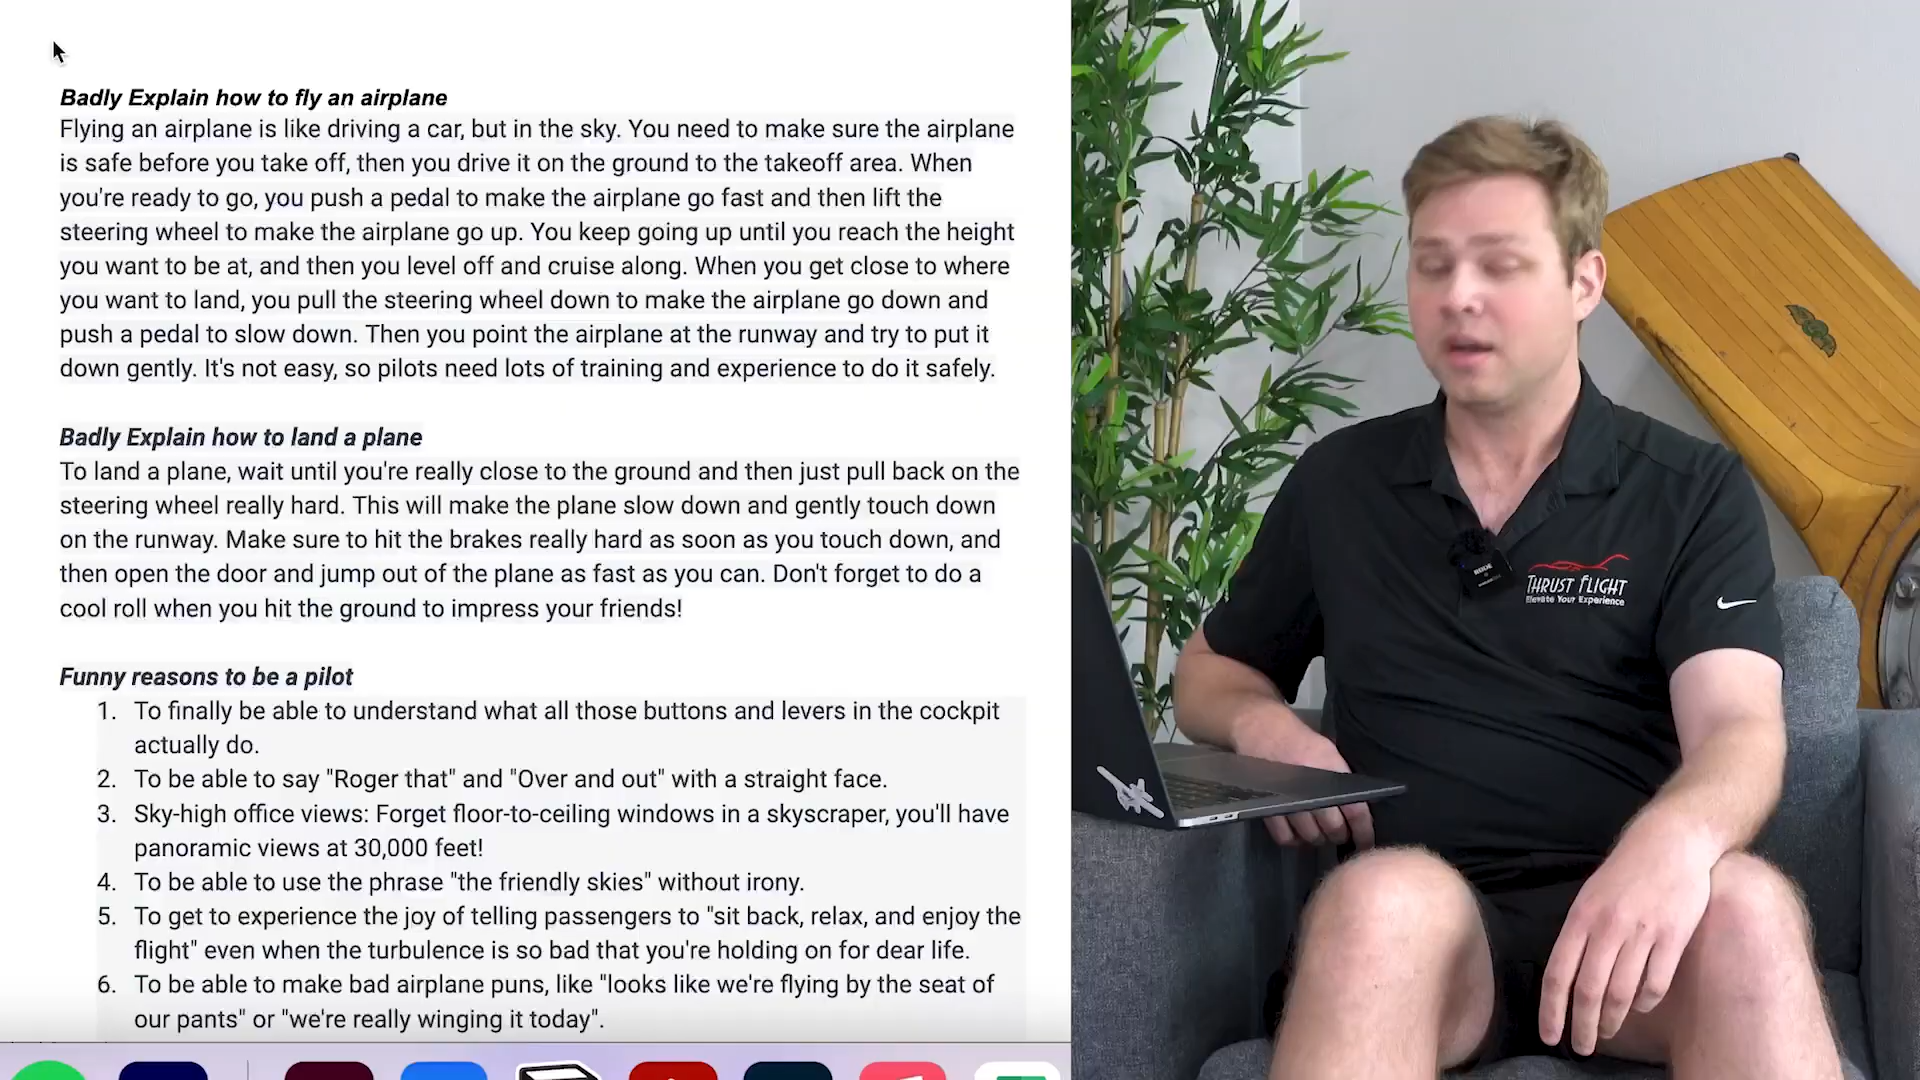 Badly Explain how to fly an airplane
Flying an airplane is like driving a car, but in the sky. You need to make sure the airplane
is safe before you take off, then you drive it on the ground to the takeoff area. When
you're ready to go, you push a pedal to make the airplane go fast and then lift the
steering wheel to make the airplane go up. You keep going up until you reach the height
you want to be at, and then you level off and cruise along. When you get close to where
you want to land, you pull the steering wheel down to make the airplane go down and
push a pedal to slow down. Then you point the airplane at the runway and try to put it
down gently. It's not easy, so pilots need lots of training and experience to do it safely.
Badly Explain how to land a plane
To land a plane, wait until you're really close to the ground and then just pull back on the
steering wheel really hard. This will make the plane slow down and gently touch down
on the runway. Make sure to hit the brakes really hard as soon as you touch down, and
then open the door and jump out of the plane as fast as you can. Don't forget to do a
cool roll when you hit the ground to impress your friends!
Funny reasons to be a pilot
1. To finally be able to understand what all those buttons and levers in the cockpit
actually do.
2. To be able to say "Roger that" and "Over and out" with a straight face.
3. Sky-high office views: Forget floor-to-ceiling windows in a skyscraper, you'll have
panoramic views at 30,000 feet!
4. To be able to use the phrase "the friendly skies" without irony.
5. To get to experience the joy of telling passengers to "sit back, relax, and enjoy the
flight" even when the turbulence is so bad that you're holding on for dear life.
6. To be able to make bad airplane puns, like "looks like we're flying by the seat of
our pants" or "we're really winging it today".
RØDE
THRUST FLIGHT
Elevate Your Experience